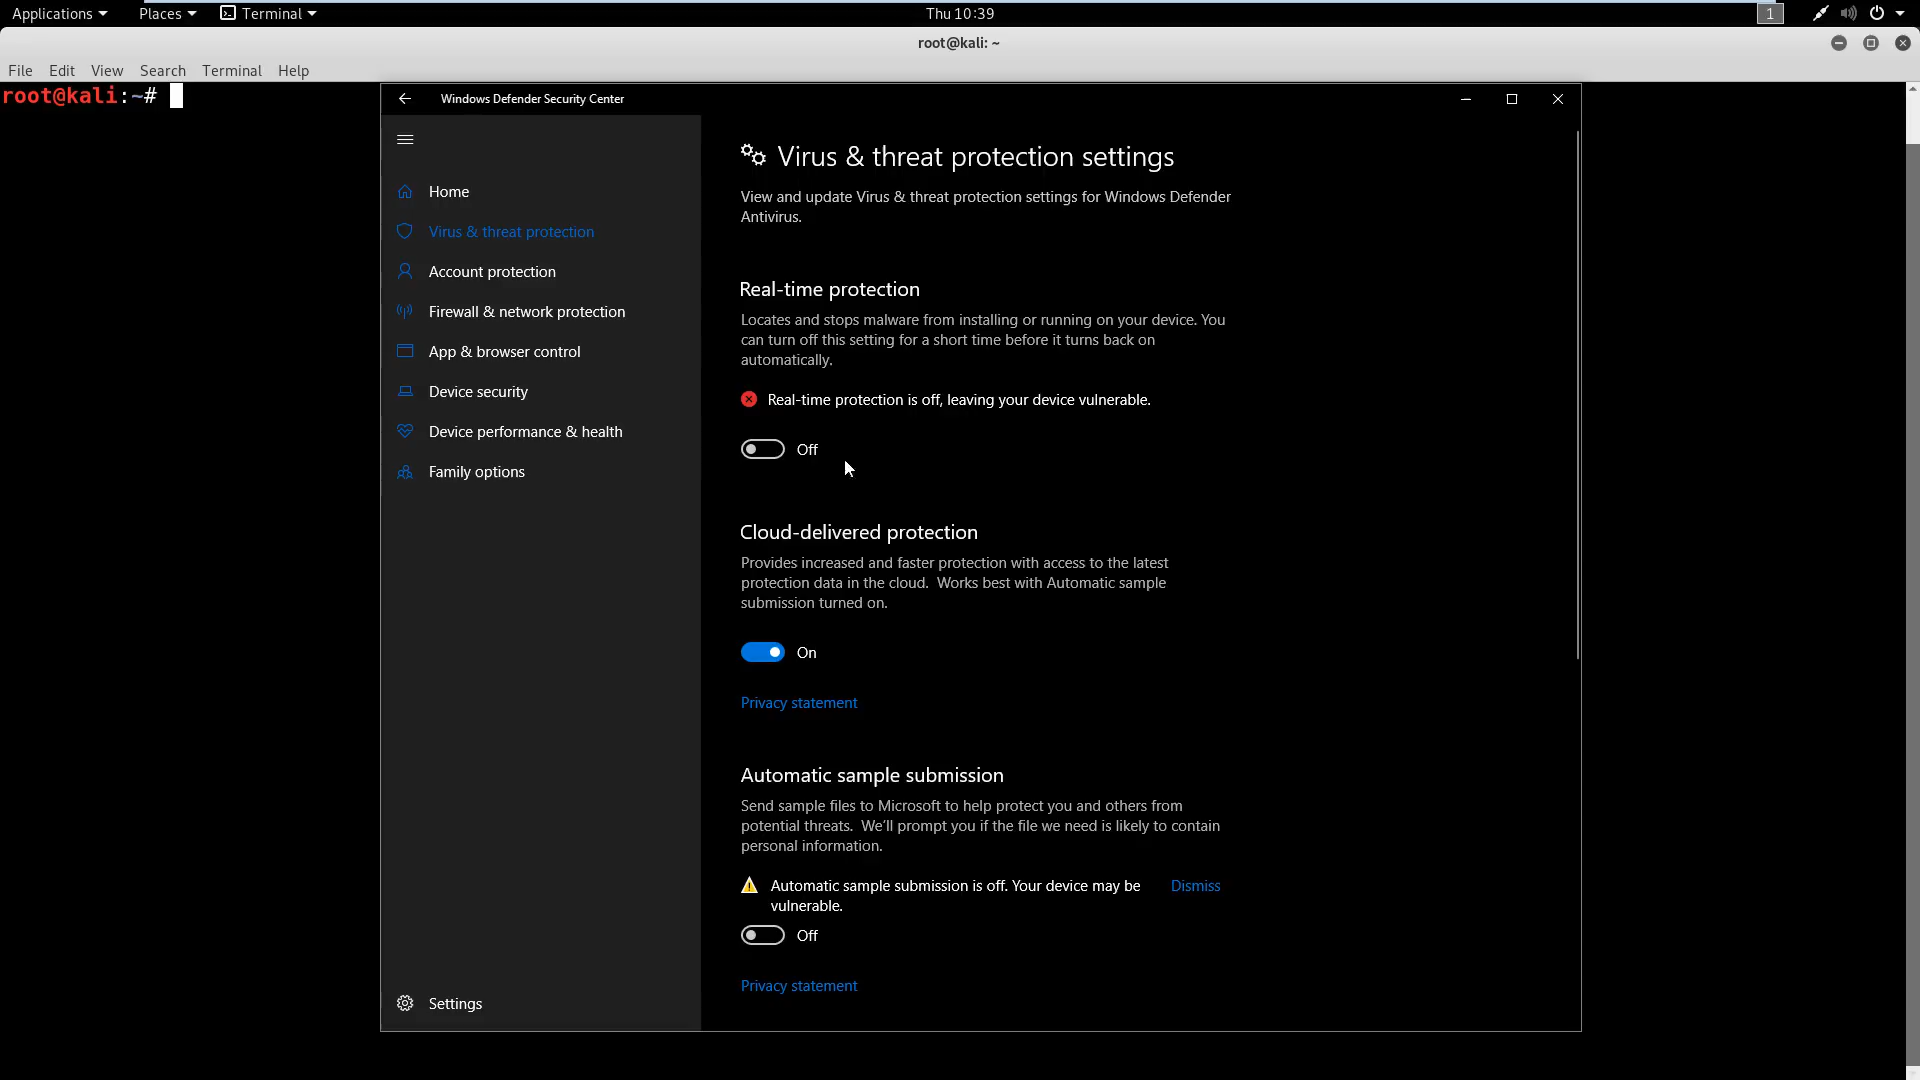 Applications Places Terminal Thu 10:39 1
root@kali: ~
File Edit View Search Terminal Help
root@kali:~#
Windows Defender Security Center
Home
Virus & threat protection
Account protection
Firewall & network protection
App & browser control
Device security
Device performance & health
Family options
Settings
Virus & threat protection settings
View and update Virus & threat protection settings for Windows Defender
Antivirus.
Real-time protection
Locates and stops malware from installing or running on your device. You
can turn off this setting for a short time before it turns back on
automatically.
Real-time protection is off, leaving your device vulnerable.
Off
Cloud-delivered protection
Provides increased and faster protection with access to the latest
protection data in the cloud. Works best with Automatic sample
submission turned on.
On
Privacy statement
Automatic sample submission
Send sample files to Microsoft to help protect you and others from
potential threats. We'll prompt you if the file we need is likely to contain
personal information.
Automatic sample submission is off. Your device may be Dismiss
vulnerable.
Off
Privacy statement